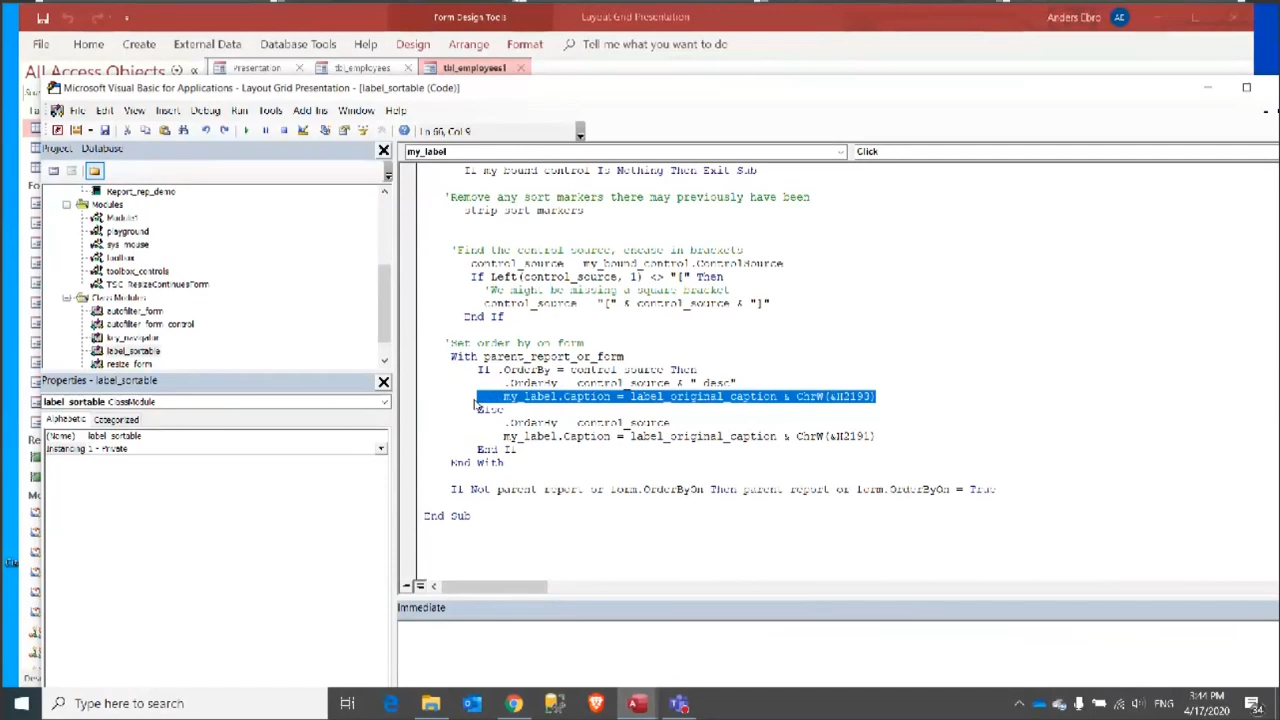 Form Design Tools
Layout Grid Presentation
Anders Ebro
AE
File Home Create External Data Database Tools Help Design Arrange Format Tell me what you want to do
All Access Objects
Presentation
tbl_employees
tbl_employees1
Microsoft Visual Basic for Applications - Layout Grid Presentation - [label_sortable (Code)]
File Edit View Insert Debug Run Tools Add Ins Window Help
Ln 66, Col 9
Project Database
my_label
Click
Report_rep_demo
Modules
Module1
playground
sys_mouse
toolbox
toolbox_controls
TSC_ResizeContinuesForm
Class Modules
autofilter_form
autofilter_form_control
key_navigator
label_sortable
resize_form
Properties - label_sortable
label_sortable ClassModule
Alphabetic Categorized
(Name) label_sortable
Instancing 1 - Private
If my_bound_control Is Nothing Then Exit Sub
'Remove any sort markers there may previously have been
strip_sort_markers
'Find the control source, encase in brackets
control_source = my_bound_control.ControlSource
If Left(control_source, 1) <> "[" Then
'We might be missing a square bracket
control_source = "[" & control_source & "]"
End If
'Set order by on form
With parent_report_or_form
If .OrderBy = control_source Then
.OrderBy = control_source & " desc"
my_label.Caption = label_original_caption & ChrW(&H2193)
Else
.OrderBy = control_source
my_label.Caption = label_original_caption & ChrW(&H2191)
End If
End With
If Not parent_report_or_form.OrderByOn Then parent_report_or_form.OrderByOn = True
End Sub
Immediate
Type here to search
ENG
3:44 PM
4/17/2020